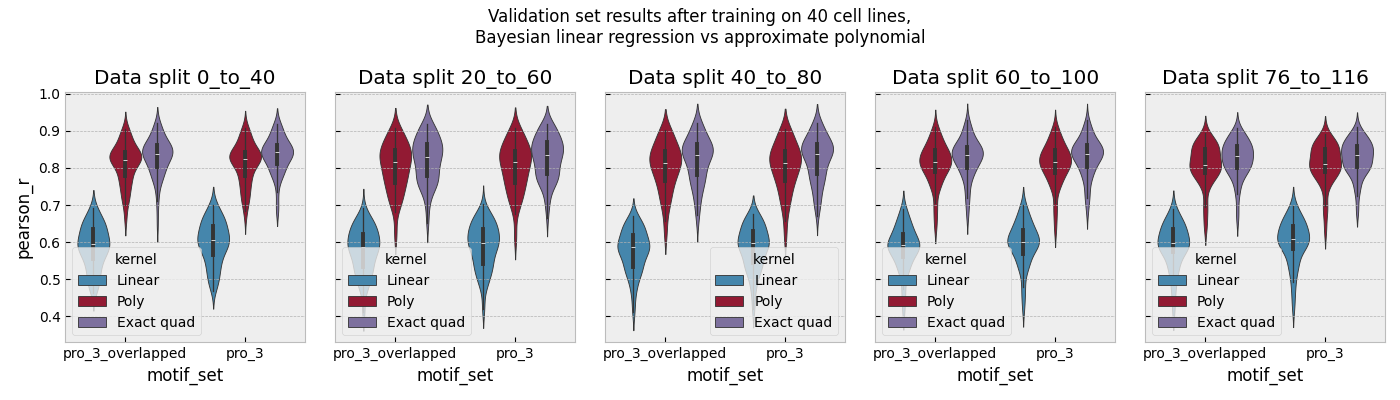 Validation set results after training on 40 cell lines,
Bayesian linear regression vs approximate polynomial
Data split 0_to_40
Data split 20_to_60
Data split 40_to_80
Data split 60_to_100
Data split 76_to_116
pearson_r
1.0
0.9
0.8
0.7
0.6
0.5
0.4
kernel
Linear
Poly
Exact quad
pro_3_overlapped
pro_3
motif_set
kernel
Linear
Poly
Exact quad
pro_3_overlapped
pro_3
motif_set
kernel
Linear
Poly
Exact quad
pro_3_overlapped
pro_3
motif_set
kernel
Linear
Poly
Exact quad
pro_3_overlapped
pro_3
motif_set
kernel
Linear
Poly
Exact quad
pro_3_overlapped
pro_3
motif_set